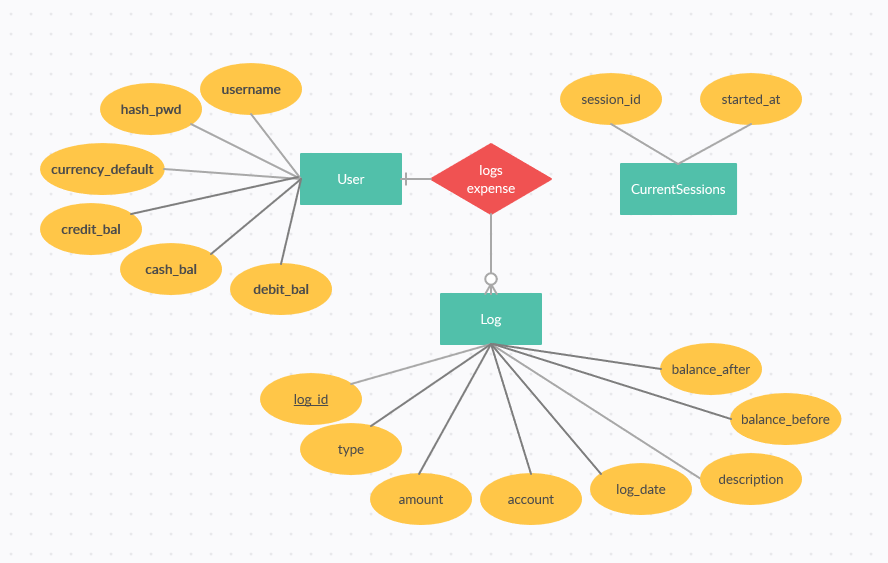 username
hash_pwd
session_id
started_at
currency_default
User
logs
expense
CurrentSessions
credit_bal
cash_bal
debit_bal
Log
balance_after
log_id
balance_before
type
description
amount
account
log_date